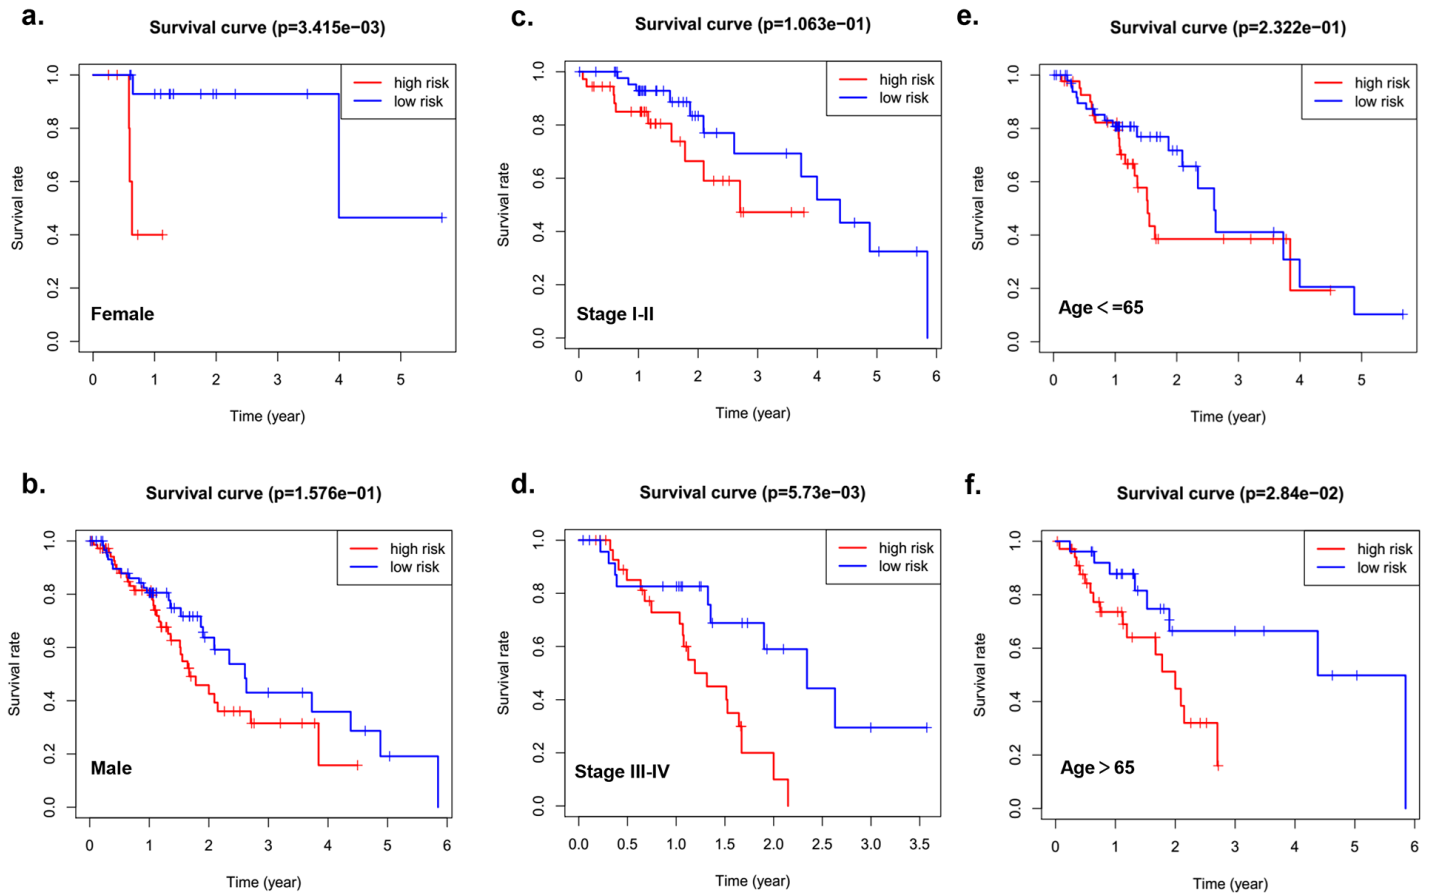 a.
Survival curve (p=3.415e−03)
high risk
low risk
Survival rate
0.0
0.2
0.4
0.6
0.8
1.0
Female
0 1 2 3 4 5
Time (year)
c.
Survival curve (p=1.063e−01)
high risk
low risk
Survival rate
0.0
0.2
0.4
0.6
0.8
1.0
Stage I-II
0 1 2 3 4 5 6
Time (year)
e.
Survival curve (p=2.322e−01)
high risk
low risk
Survival rate
0.0
0.2
0.4
0.6
0.8
1.0
Age<=65
0 1 2 3 4 5
Time (year)
b.
Survival curve (p=1.576e−01)
high risk
low risk
Survival rate
0.0
0.2
0.4
0.6
0.8
1.0
Male
0 1 2 3 4 5 6
Time (year)
d.
Survival curve (p=5.73e−03)
high risk
low risk
Survival rate
0.0
0.2
0.4
0.6
0.8
1.0
Stage III-IV
0.0 0.5 1.0 1.5 2.0 2.5 3.0 3.5
Time (year)
f.
Survival curve (p=2.84e−02)
high risk
low risk
Survival rate
0.0
0.2
0.4
0.6
0.8
1.0
Age>65
0 1 2 3 4 5 6
Time (year)